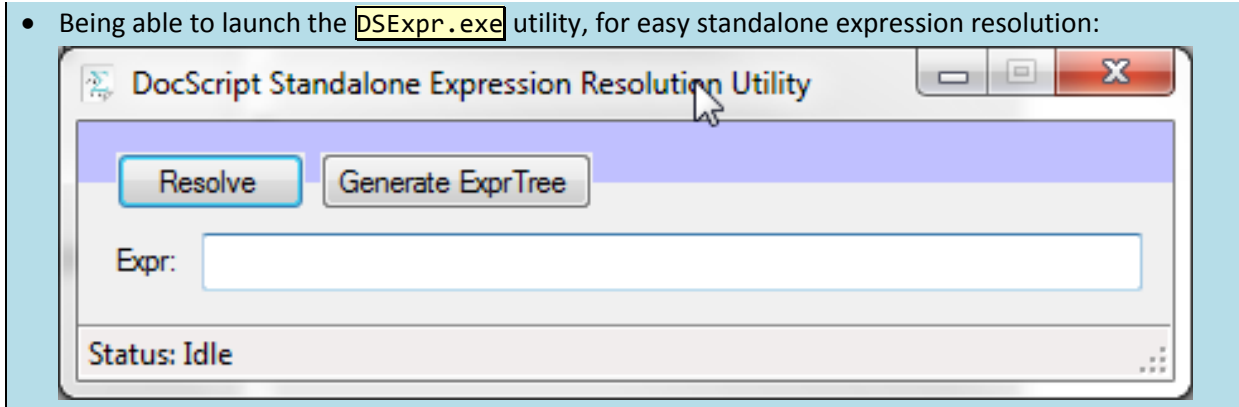 • Being able to launch the DSExpr.exe utility, for easy standalone expression resolution:
DocScript Standalone Expression Resolution Utility
Resolve Generate ExprTree
Expr:
Status: Idle